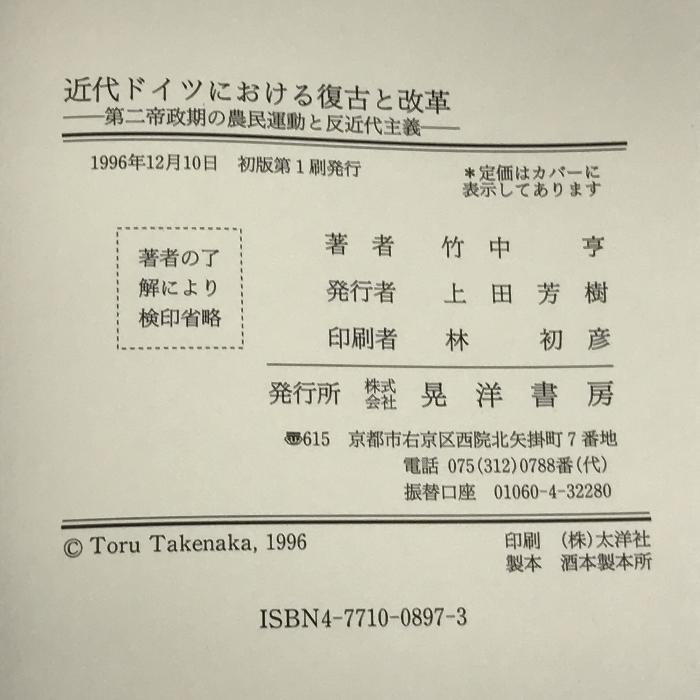 近代ドイツにおける復古と改革
──第二帝政期の農民運動と反近代主義──
1996年12月10日 初版第1刷発行
*定価はカバーに
表示してあります
著者の了
解により
検印省略
著者 竹中 亨
発行者 上田芳樹
印刷者 林 初彦
発行所 株式会社 晃洋書房
〠615 京都市右京区西院北矢掛町7番地
電話 075(312)0788番(代)
振替口座 01060-4-32280
© Toru Takenaka, 1996
印刷 (株)太洋社
製本 酒本製本所
ISBN4-7710-0897-3